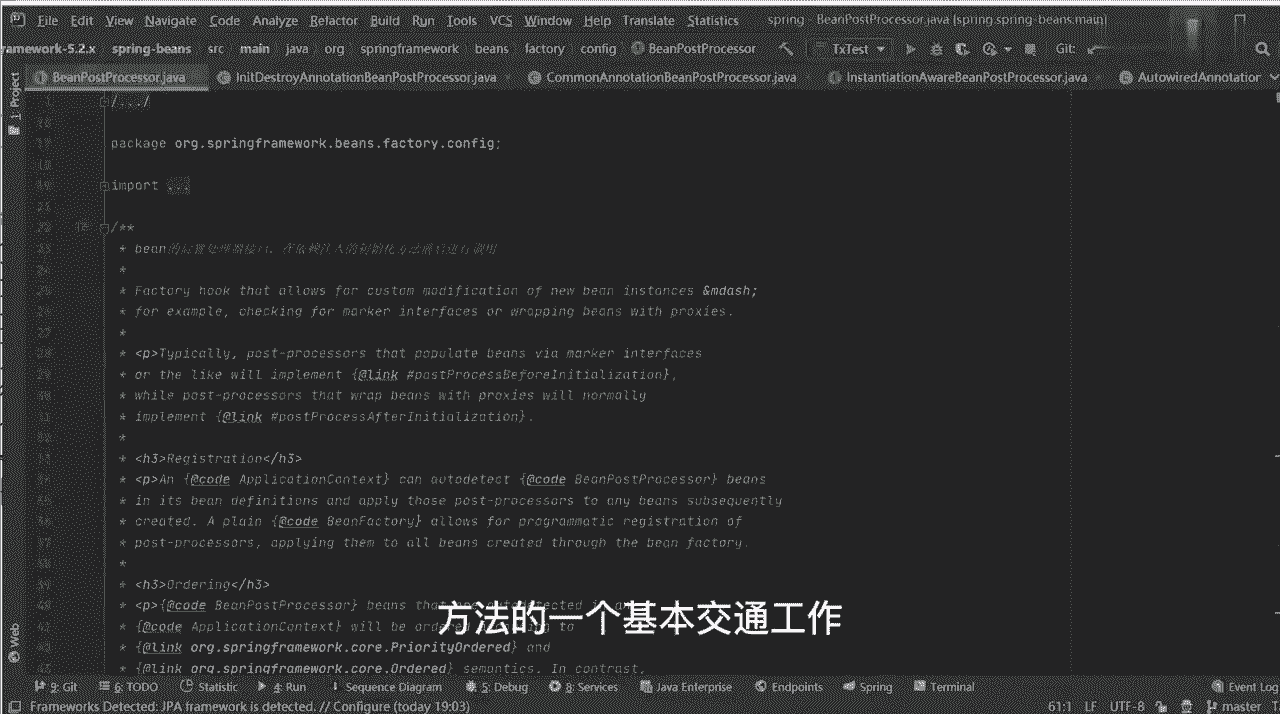 File Edit View Navigate Code Analyze Refactor Build Run Tools VCS Window Help Translate Statistics spring - BeanPostProcessor.java [spring.spring-beans.main]
ramework-5.2.x spring-beans src main java org springframework beans factory config BeanPostProcessor TxTest Git:
BeanPostProcessor.java InitDestroyAnnotationBeanPostProcessor.java CommonAnnotationBeanPostProcessor.java InstantiationAwareBeanPostProcessor.java AutowiredAnnotation
1: Project
/.../
package org.springframework.beans.factory.config;
import ...
/**
* bean的后置处理器接口，在依赖注入的初始化方法前后进行调用
*
* Factory hook that allows for custom modification of new bean instances &mdash;
* for example, checking for marker interfaces or wrapping beans with proxies.
*
* <p>Typically, post-processors that populate beans via marker interfaces
* or the like will implement {@link #postProcessBeforeInitialization},
* while post-processors that wrap beans with proxies will normally
* implement {@link #postProcessAfterInitialization}.
*
* <h3>Registration</h3>
* <p>An {@code ApplicationContext} can autodetect {@code BeanPostProcessor} beans
* in its bean definitions and apply those post-processors to any beans subsequently
* created. A plain {@code BeanFactory} allows for programmatic registration of
* post-processors, applying them to all beans created through the bean factory.
*
* <h3>Ordering</h3>
* <p>{@code BeanPostProcessor} beans that
* {@code ApplicationContext} will be ordered according to
* {@link org.springframework.core.PriorityOrdered} and
* {@link org.springframework.core.Ordered} semantics. In contrast,
方法的一个基本交通工作
Web
9: Git 6: TODO Statistic 4: Run Sequence Diagram 5: Debug 8: Services Java Enterprise Endpoints Spring Terminal Event Log
Frameworks Detected: JPA framework is detected. // Configure (today 19:03) 61:1 LF UTF-8 master